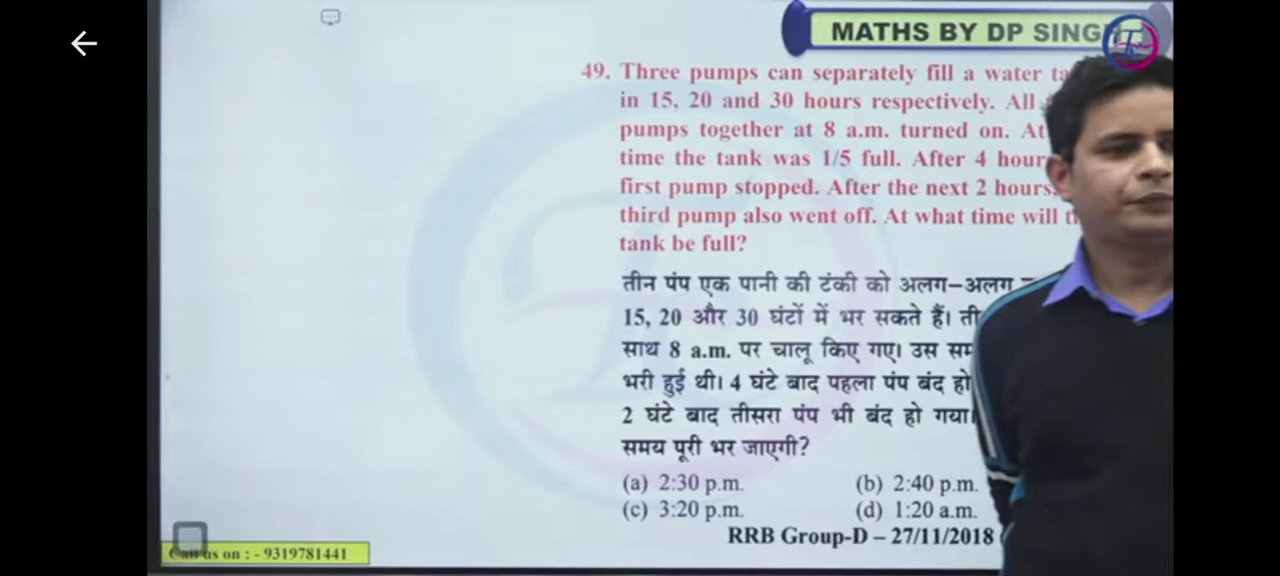 MATHS BY DP SING
49. Three pumps can separately fill a water
in 15, 20 and 30 hours respectively. All
pumps together at 8 a.m. turned on. At
time the tank was 1/5 full. After 4
first pump stopped. After the next 2 hours,
third pump also went off. At what time will
tank be full?
तीन पंप एक पानी की टंकी को अलग–अलग
15, 20 और 30 घंटों में भर सकते हैं।
साथ 8 a.m. पर चालू किए गए। उस
भरी हुई थी। 4 घंटे बाद पहला पंप बंद हो
2 घंटे बाद तीसरा पंप भी बंद हो गया।
समय पूरी भर जाएगी?
(a) 2:30 p.m. (b) 2:40 p.m.
(c) 3:20 p.m. (d) 1:20 a.m.
RRB Group-D – 27/11/2018
Call us on : - 9319781441